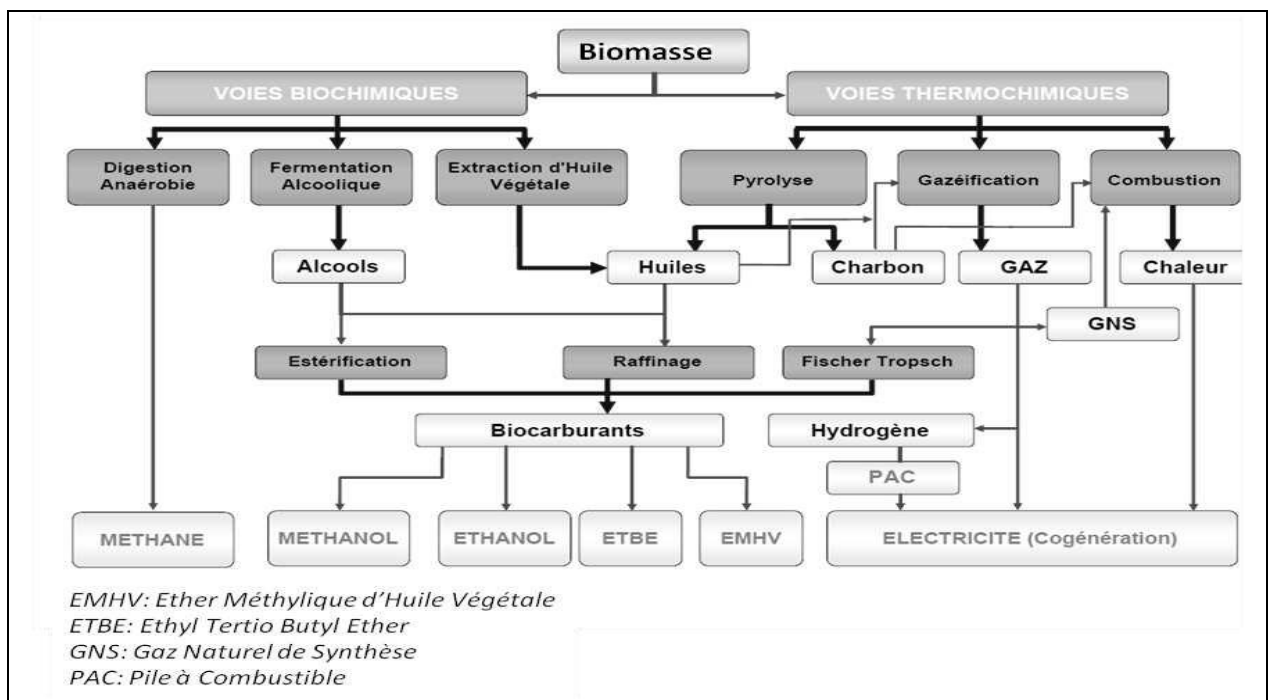 Biomasse
VOIES BIOCHIMIQUES
VOIES THERMOCHIMIQUES
Digestion
Anaérobie
Fermentation
Alcoolique
Extraction d'Huile
Végétale
Pyrolyse
Gazéification
Combustion
Alcools
Huiles
Charbon
GAZ
Chaleur
GNS
Estérification
Raffinage
Fischer Tropsch
Biocarburants
Hydrogène
PAC
METHANE
METHANOL
ETHANOL
ETBE
EMHV
ELECTRICITE (Cogénération)
EMHV: Ether Méthylique d'Huile Végétale
ETBE: Ethyl Tertio Butyl Ether
GNS: Gaz Naturel de Synthèse
PAC: Pile à Combustible